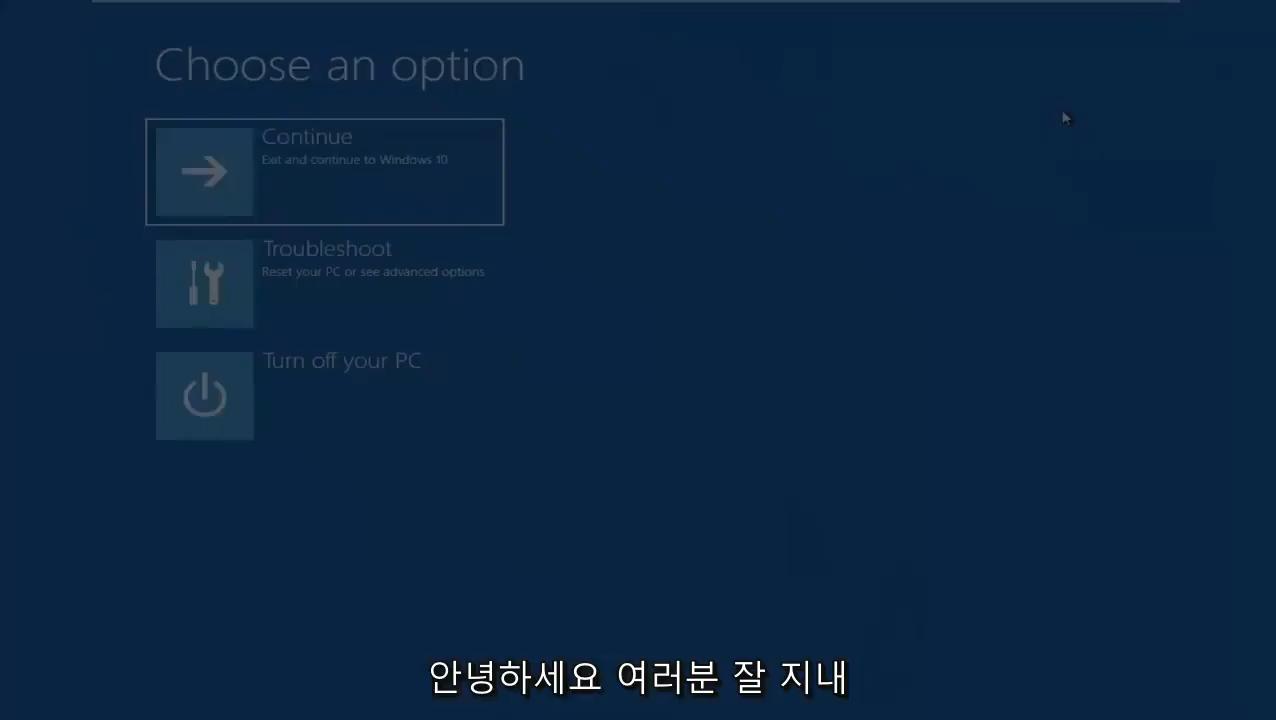 Choose an option
Continue
Exit and continue to Windows 10
Troubleshoot
Reset your PC or see advanced options
Turn off your PC
안녕하세요 여러분 잘 지내